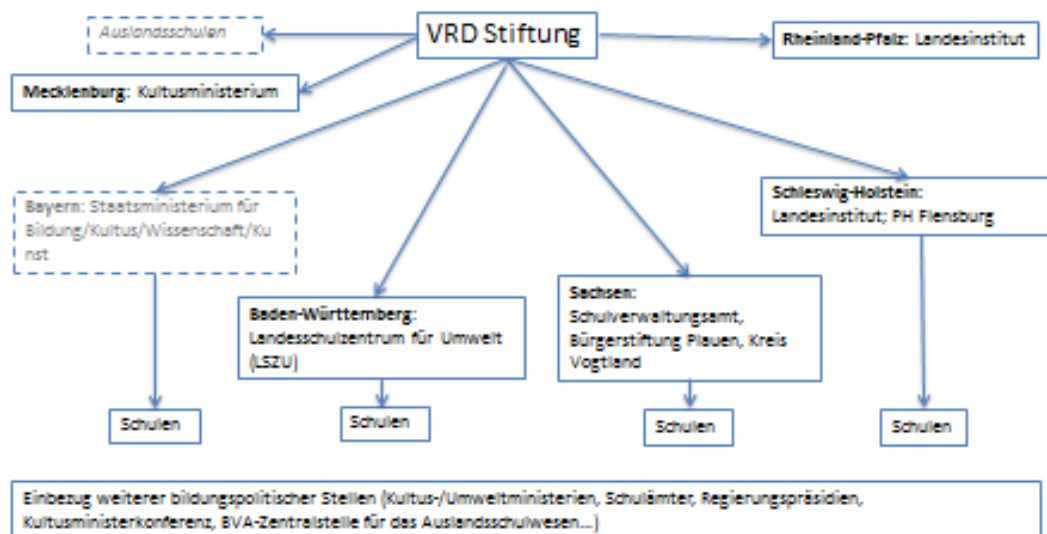 Auslandsschulen
VRD Stiftung
Rheinland-Pfalz: Landesinstitut
Mecklenburg: Kultusministerium
Bayern: Staatsministerium für
Bildung/Kultus/Wissenschaft/Ku
nst
Schleswig-Holstein:
Landesinstitut; PH Flensburg
Baden-Württemberg:
Landesschulzentrum für Umwelt
(LSZU)
Sachsen:
Schulverwaltungsamt,
Bürgerstiftung Plauen, Kreis
Vogtland
Schulen
Schulen
Schulen
Schulen
Einbezug weiterer bildungspolitischer Stellen (Kultus-/Umweltministerien, Schulämter, Regierungspräsidien,
Kultusministerkonferenz, BVA-Zentralstelle für das Auslandsschulwesen...)